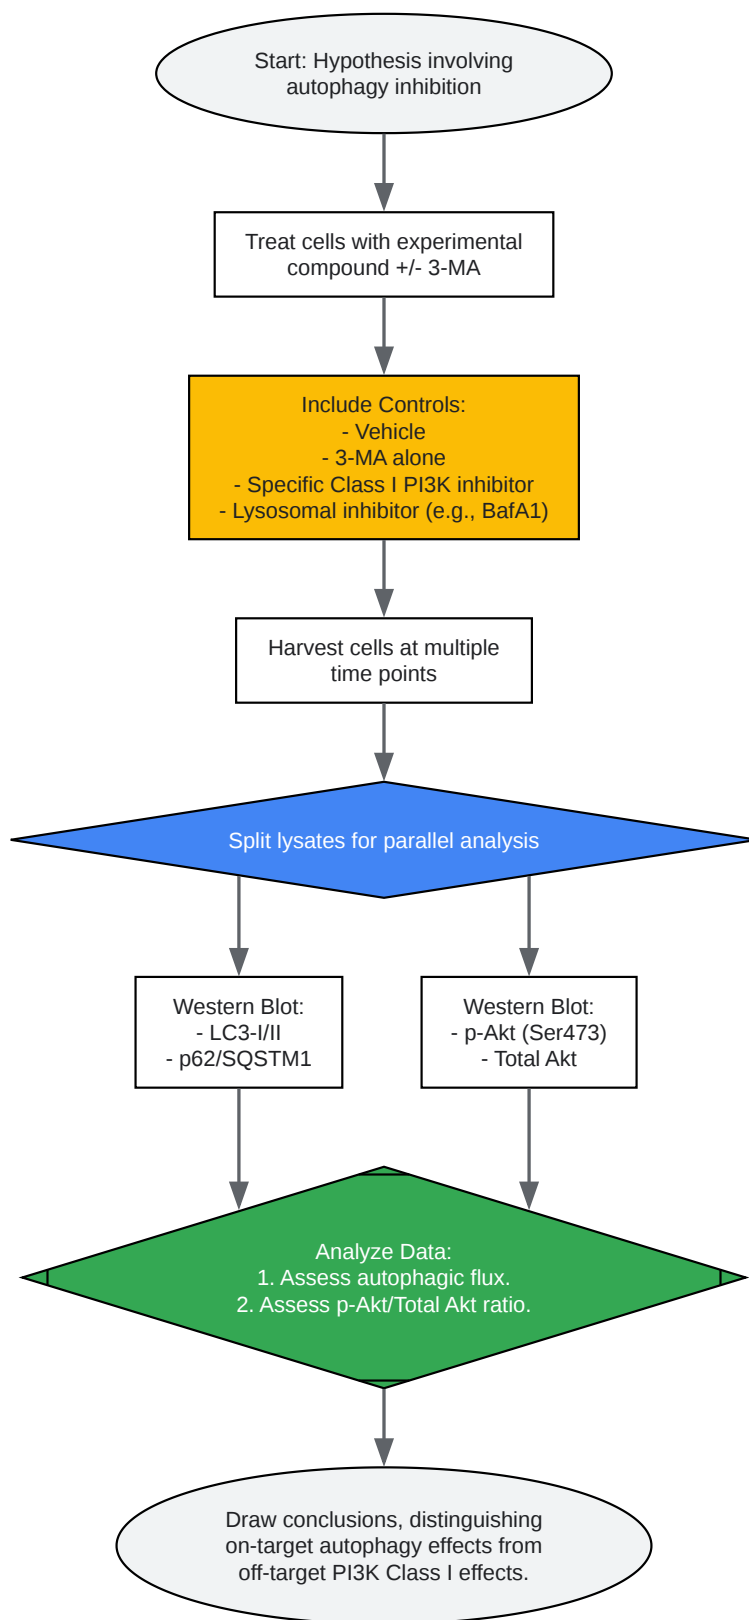 Start: Hypothesis involving
autophagy inhibition
Treat cells with experimental
compound +/- 3-MA
Include Controls:
- Vehicle
- 3-MA alone
- Specific Class I PI3K inhibitor
- Lysosomal inhibitor (e.g., BafA1)
Harvest cells at multiple
time points
Split lysates for parallel analysis
Western Blot:
- LC3-I/II
- p62/SQSTM1
Western Blot:
- p-Akt (Ser473)
- Total Akt
Analyze Data:
1. Assess autophagic flux.
2. Assess p-Akt/Total Akt ratio.
Draw conclusions, distinguishing
on-target autophagy effects from
off-target PI3K Class I effects.